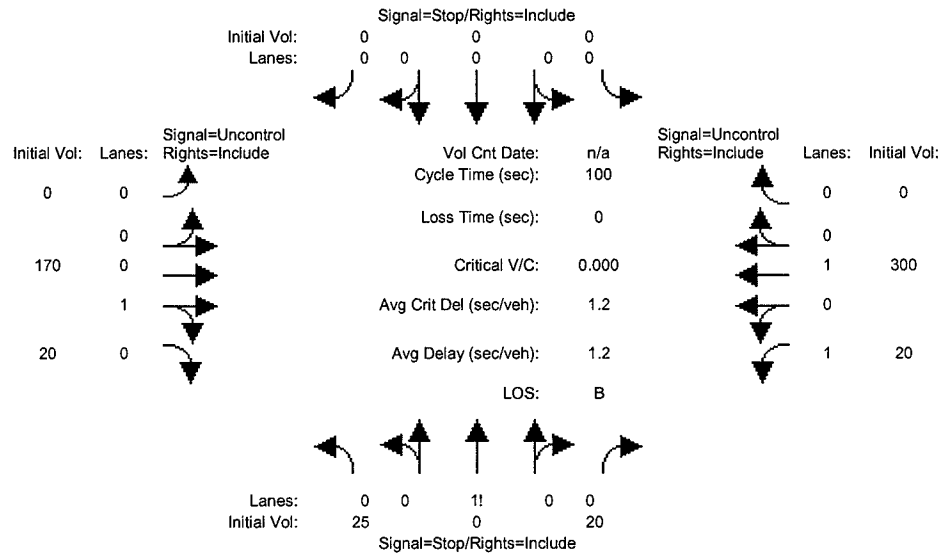 Signal=Stop/Rights=Include
Initial Vol: 0 0 0
Lanes: 0 0 0 0 0
Signal=Uncontrol
Rights=Include
Initial Vol: Lanes:
Vol Cnt Date: n/a
Signal=Uncontrol
Rights=Include
Lanes: Initial Vol:
Cycle Time (sec): 100
0 0
0 0
Loss Time (sec): 0
0
0
170 0
Critical V/C: 0.000
1 300
1
Avg Crit Del (sec/veh): 1.2
0
20 0
Avg Delay (sec/veh): 1.2
1 20
LOS: B
Lanes: 0 0 1! 0 0
Initial Vol: 25 0 20
Signal=Stop/Rights=Include